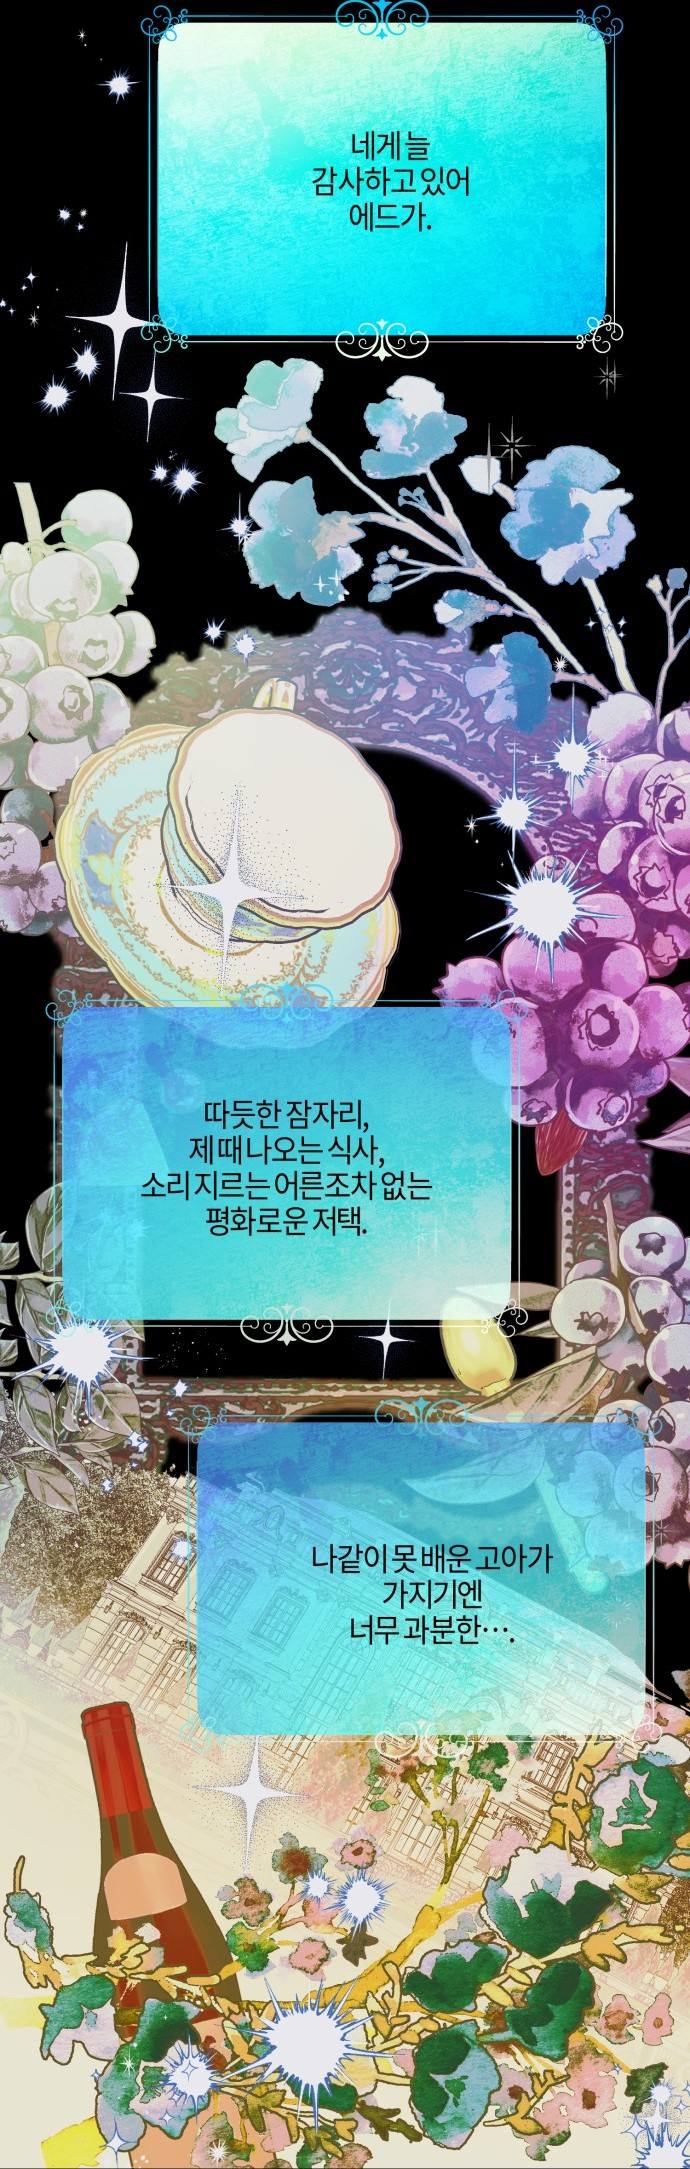 네게 늘
감사하고 있어
에드가.
따듯한 잠자리,
제 때 나오는 식사,
소리 지르는 어른조차 없는
평화로운 저택.
나같이 못 배운 고아가
가지기엔
너무 과분한….